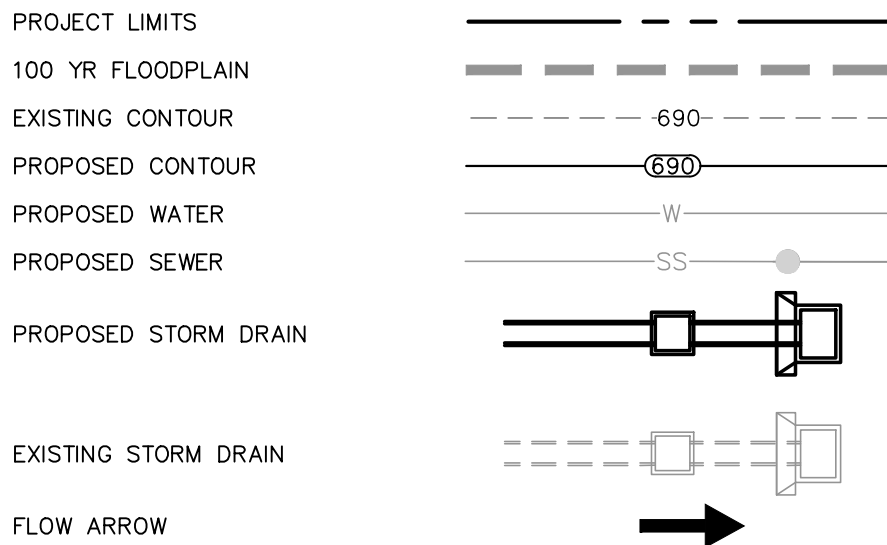 PROJECT LIMITS
100 YR FLOODPLAIN
EXISTING CONTOUR 690
PROPOSED CONTOUR 690
PROPOSED WATER W
PROPOSED SEWER SS
PROPOSED STORM DRAIN
EXISTING STORM DRAIN
FLOW ARROW